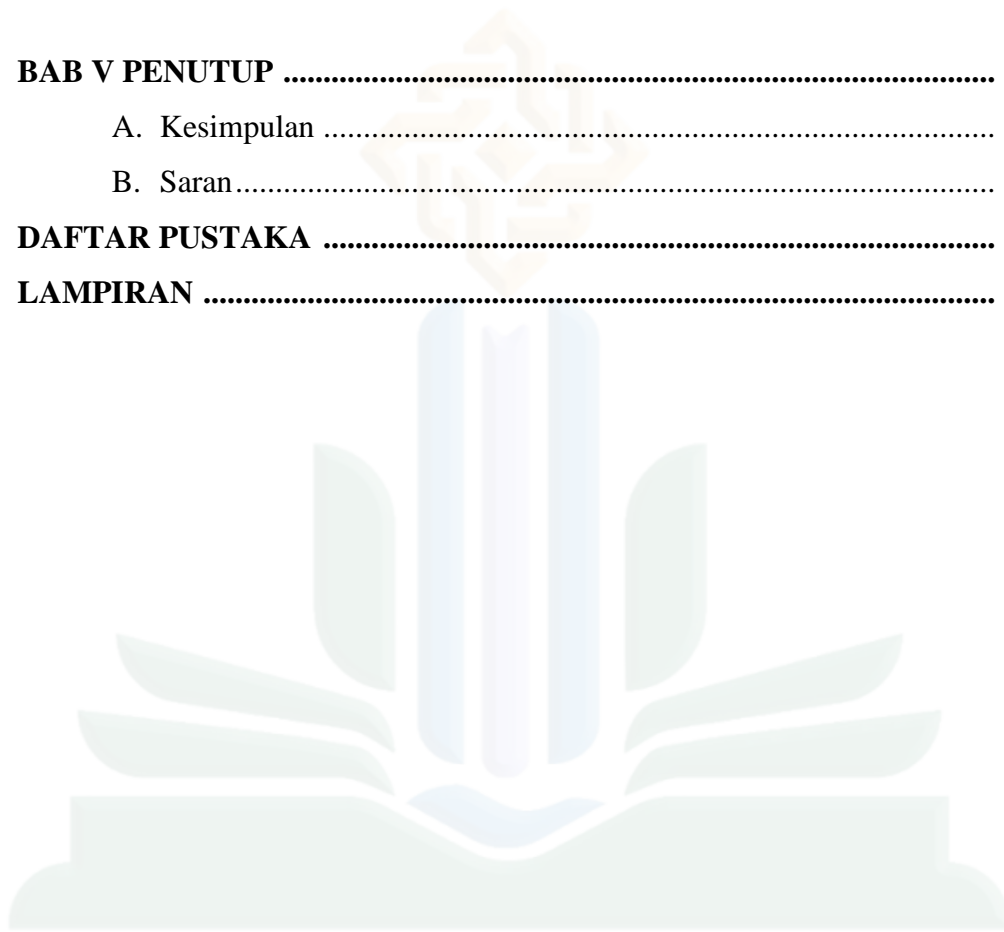 BAB V PENUTUP ........................................................................................
A. Kesimpulan ...................................................................................
B. Saran..............................................................................................
DAFTAR PUSTAKA ...................................................................................
LAMPIRAN ..................................................................................................